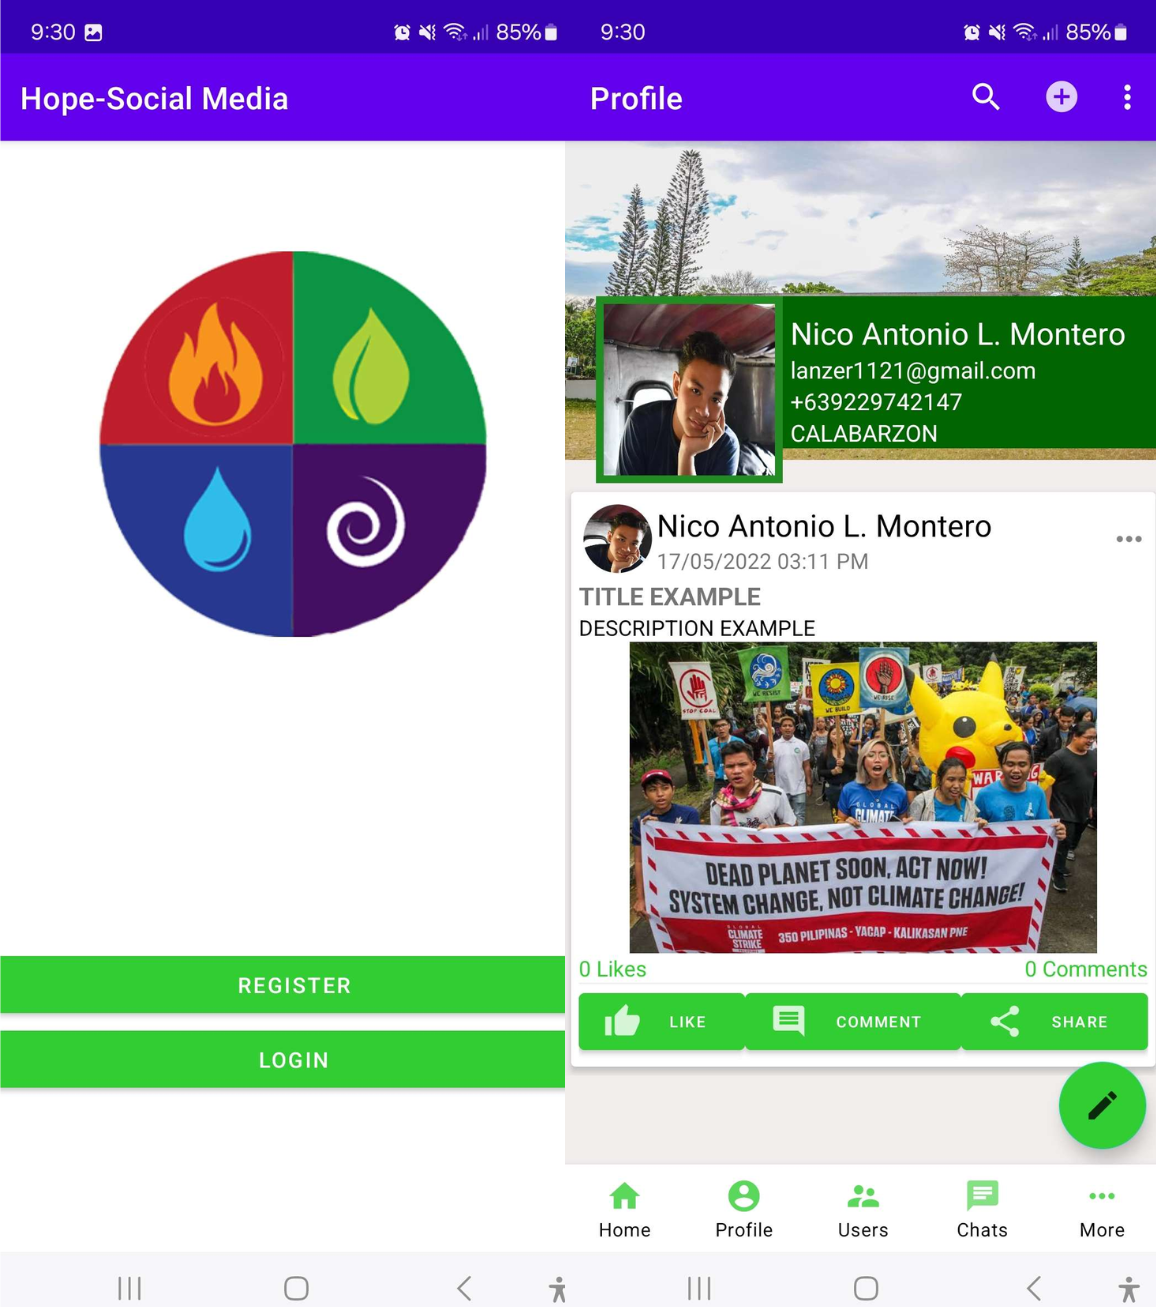 9:30
85%
Hope-Social Media
REGISTER
LOGIN
9:30
85%
Profile
Nico Antonio L. Montero
lanzer1121@gmail.com
+639229742147
CALABARZON
Nico Antonio L. Montero
17/05/2022 03:11 PM
TITLE EXAMPLE
DESCRIPTION EXAMPLE
STOP COAL
WE RESIST
WE BUILD
WE RISE
WARNING
GLOBAL
CLIMATE
DEAD PLANET SOON, ACT NOW!
SYSTEM CHANGE, NOT CLIMATE CHANGE!
GLOBAL
CLIMATE
STRIKE
350 PILIPINAS - YACAP - KALIKASAN PNE
0 Likes
0 Comments
LIKE
COMMENT
SHARE
Home
Profile
Users
Chats
More